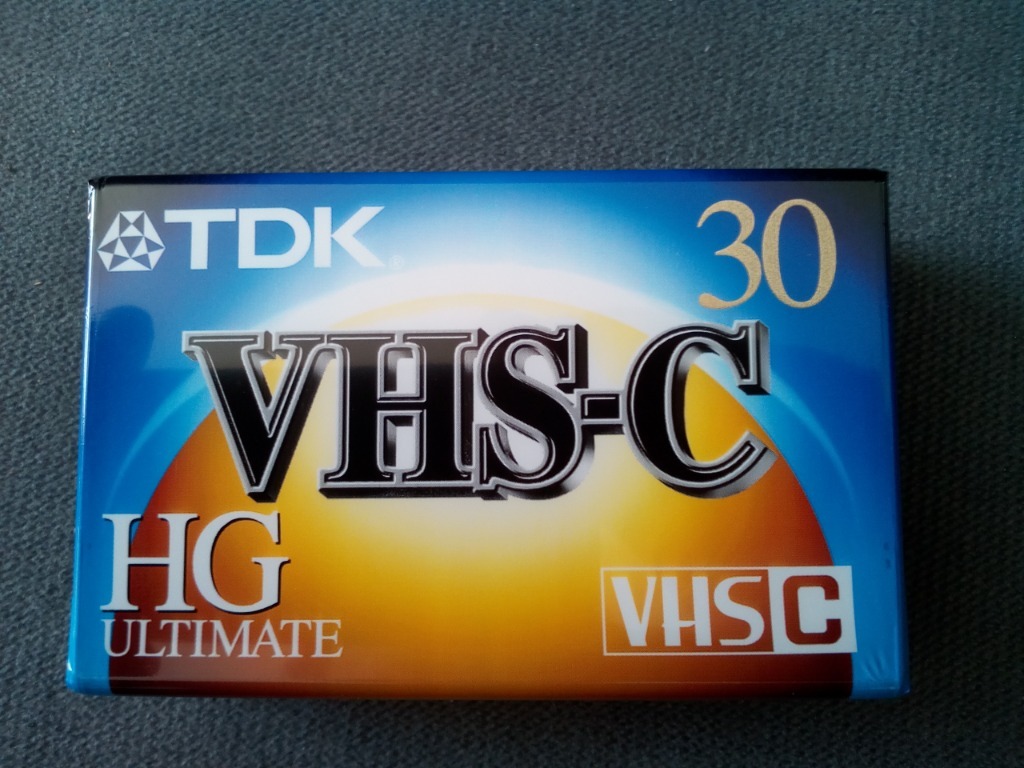 TDK®
30
VHS-C
HG
ULTIMATE
VHS C